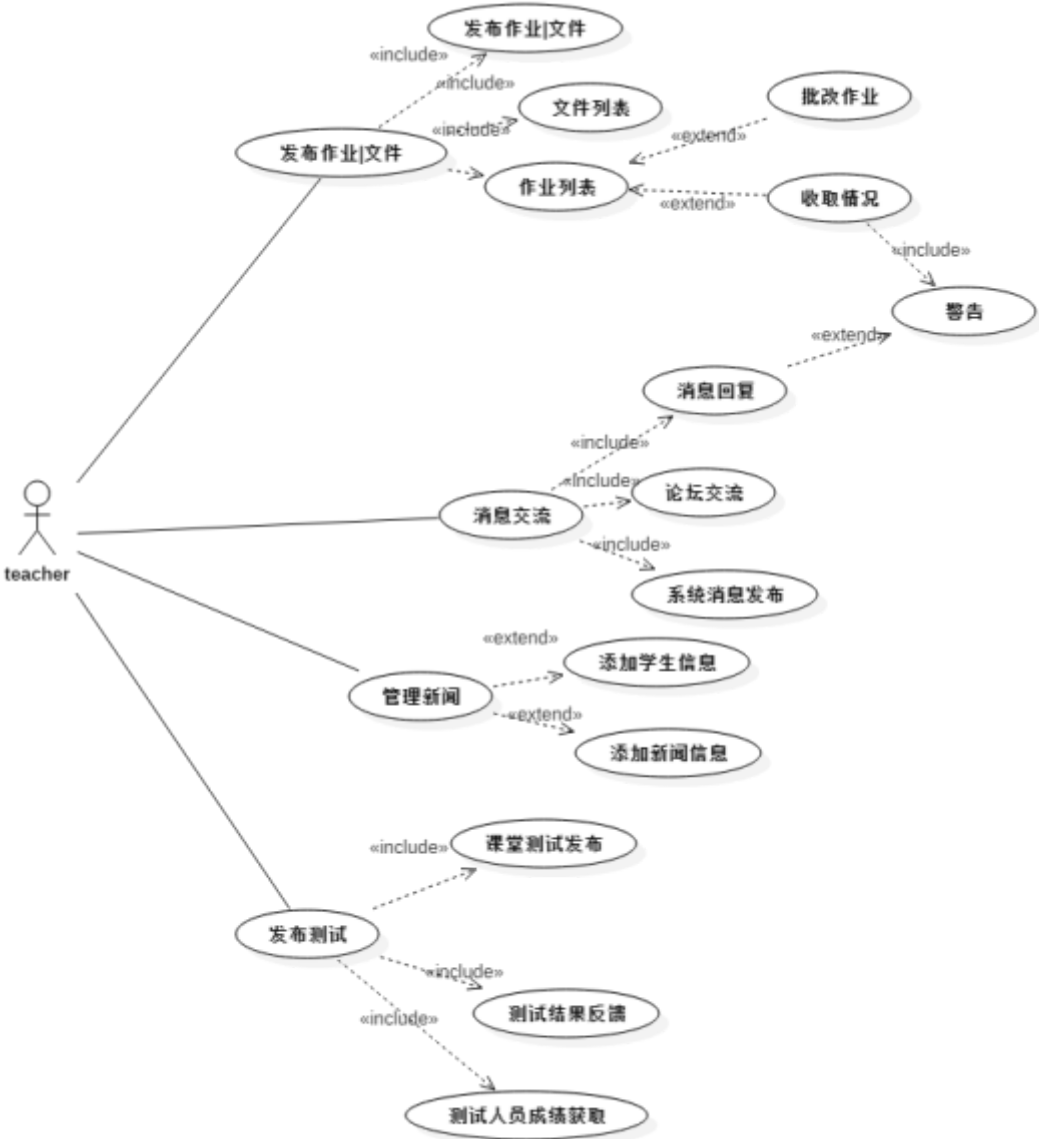 发布作业|文件
«include»
«include»
文件列表
批改作业
«include»
«extend»
发布作业|文件
作业列表
收取情况
«extend»
«include»
警告
«extend»
消息回复
«include»
«include»
论坛交流
消息交流
«include»
teacher
系统消息发布
«extend»
添加学生信息
管理新闻
«extend»
添加新闻信息
«include»
课堂测试发布
发布测试
«include»
测试结果反馈
«include»
测试人员成绩获取